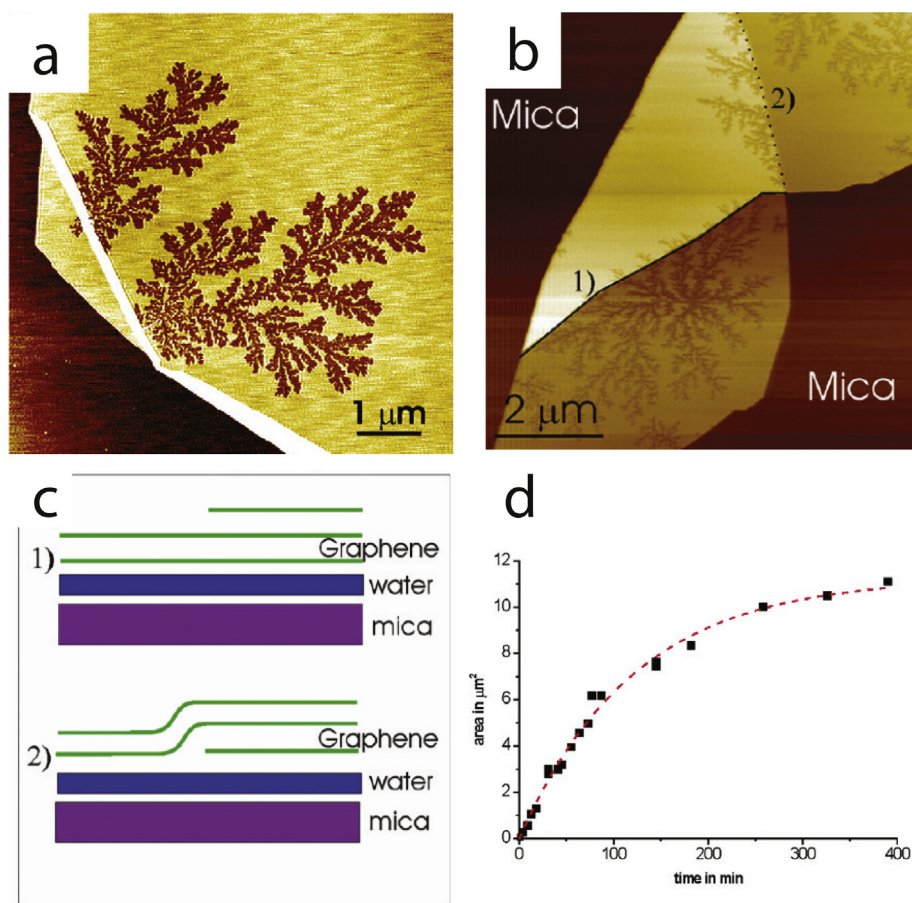 a
1 μm
b
Mica
2)
1)
Mica
2 μm
c
Graphene
1)
water
mica
Graphene
2)
water
mica
d
12
10
8
6
4
2
0
area in μm²
0 100 200 300 400
time in min